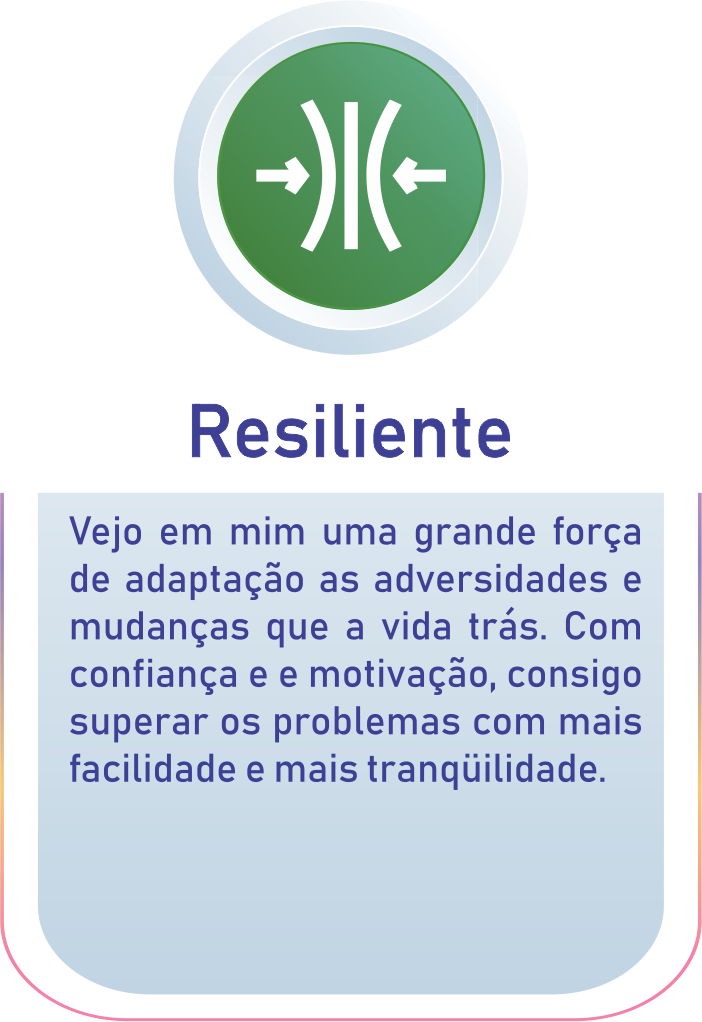 Resiliente
Vejo em mim uma grande força
de adaptação as adversidades e
mudanças que a vida trás. Com
confiança e e motivação, consigo
superar os problemas com mais
facilidade e mais tranqüilidade.